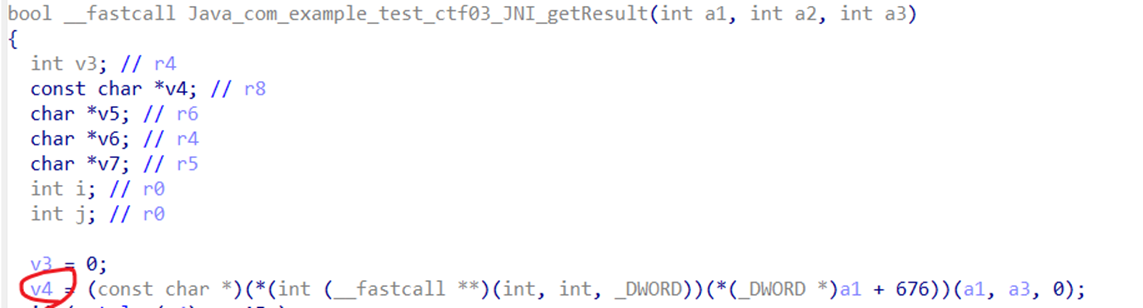 bool __fastcall Java_com_example_test_ctf03_JNI_getResult(int a1, int a2, int a3)
{
int v3; // r4
const char *v4; // r8
char *v5; // r6
char *v6; // r4
char *v7; // r5
int i; // r0
int j; // r0
v3 = 0;
v4 = (const char *)(*(int (__fastcall **)(int, int, _DWORD))(*(_DWORD *)a1 + 676))(a1, a3, 0);